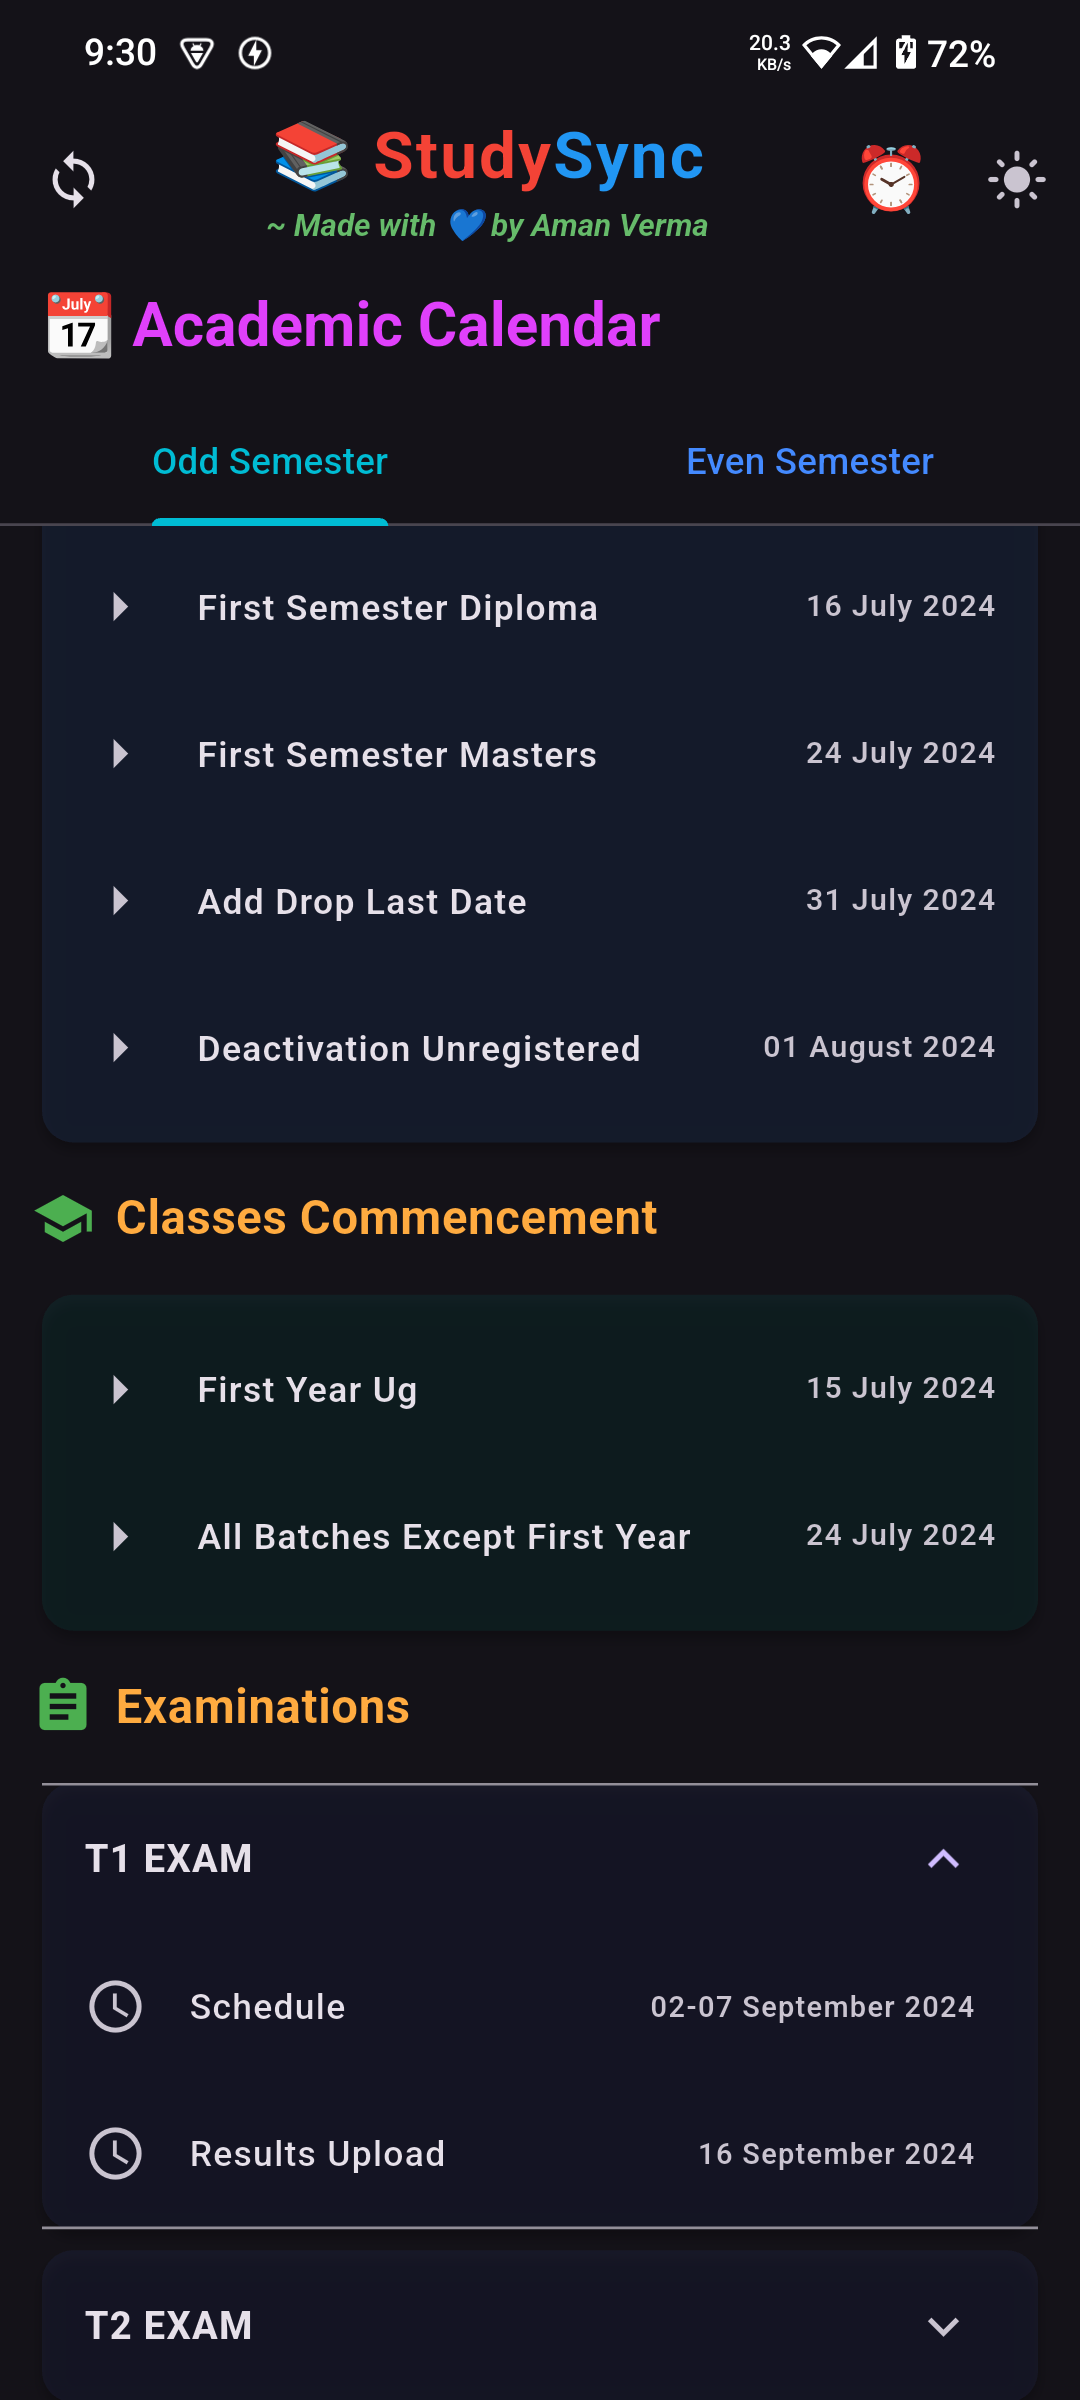 9:30
20.3
KB/s
72%
StudySync
~ Made with 💙 by Aman Verma
July
17
Academic Calendar
Odd Semester
Even Semester
First Semester Diploma 16 July 2024
First Semester Masters 24 July 2024
Add Drop Last Date 31 July 2024
Deactivation Unregistered 01 August 2024
Classes Commencement
First Year Ug 15 July 2024
All Batches Except First Year 24 July 2024
Examinations
T1 EXAM
Schedule 02-07 September 2024
Results Upload 16 September 2024
T2 EXAM